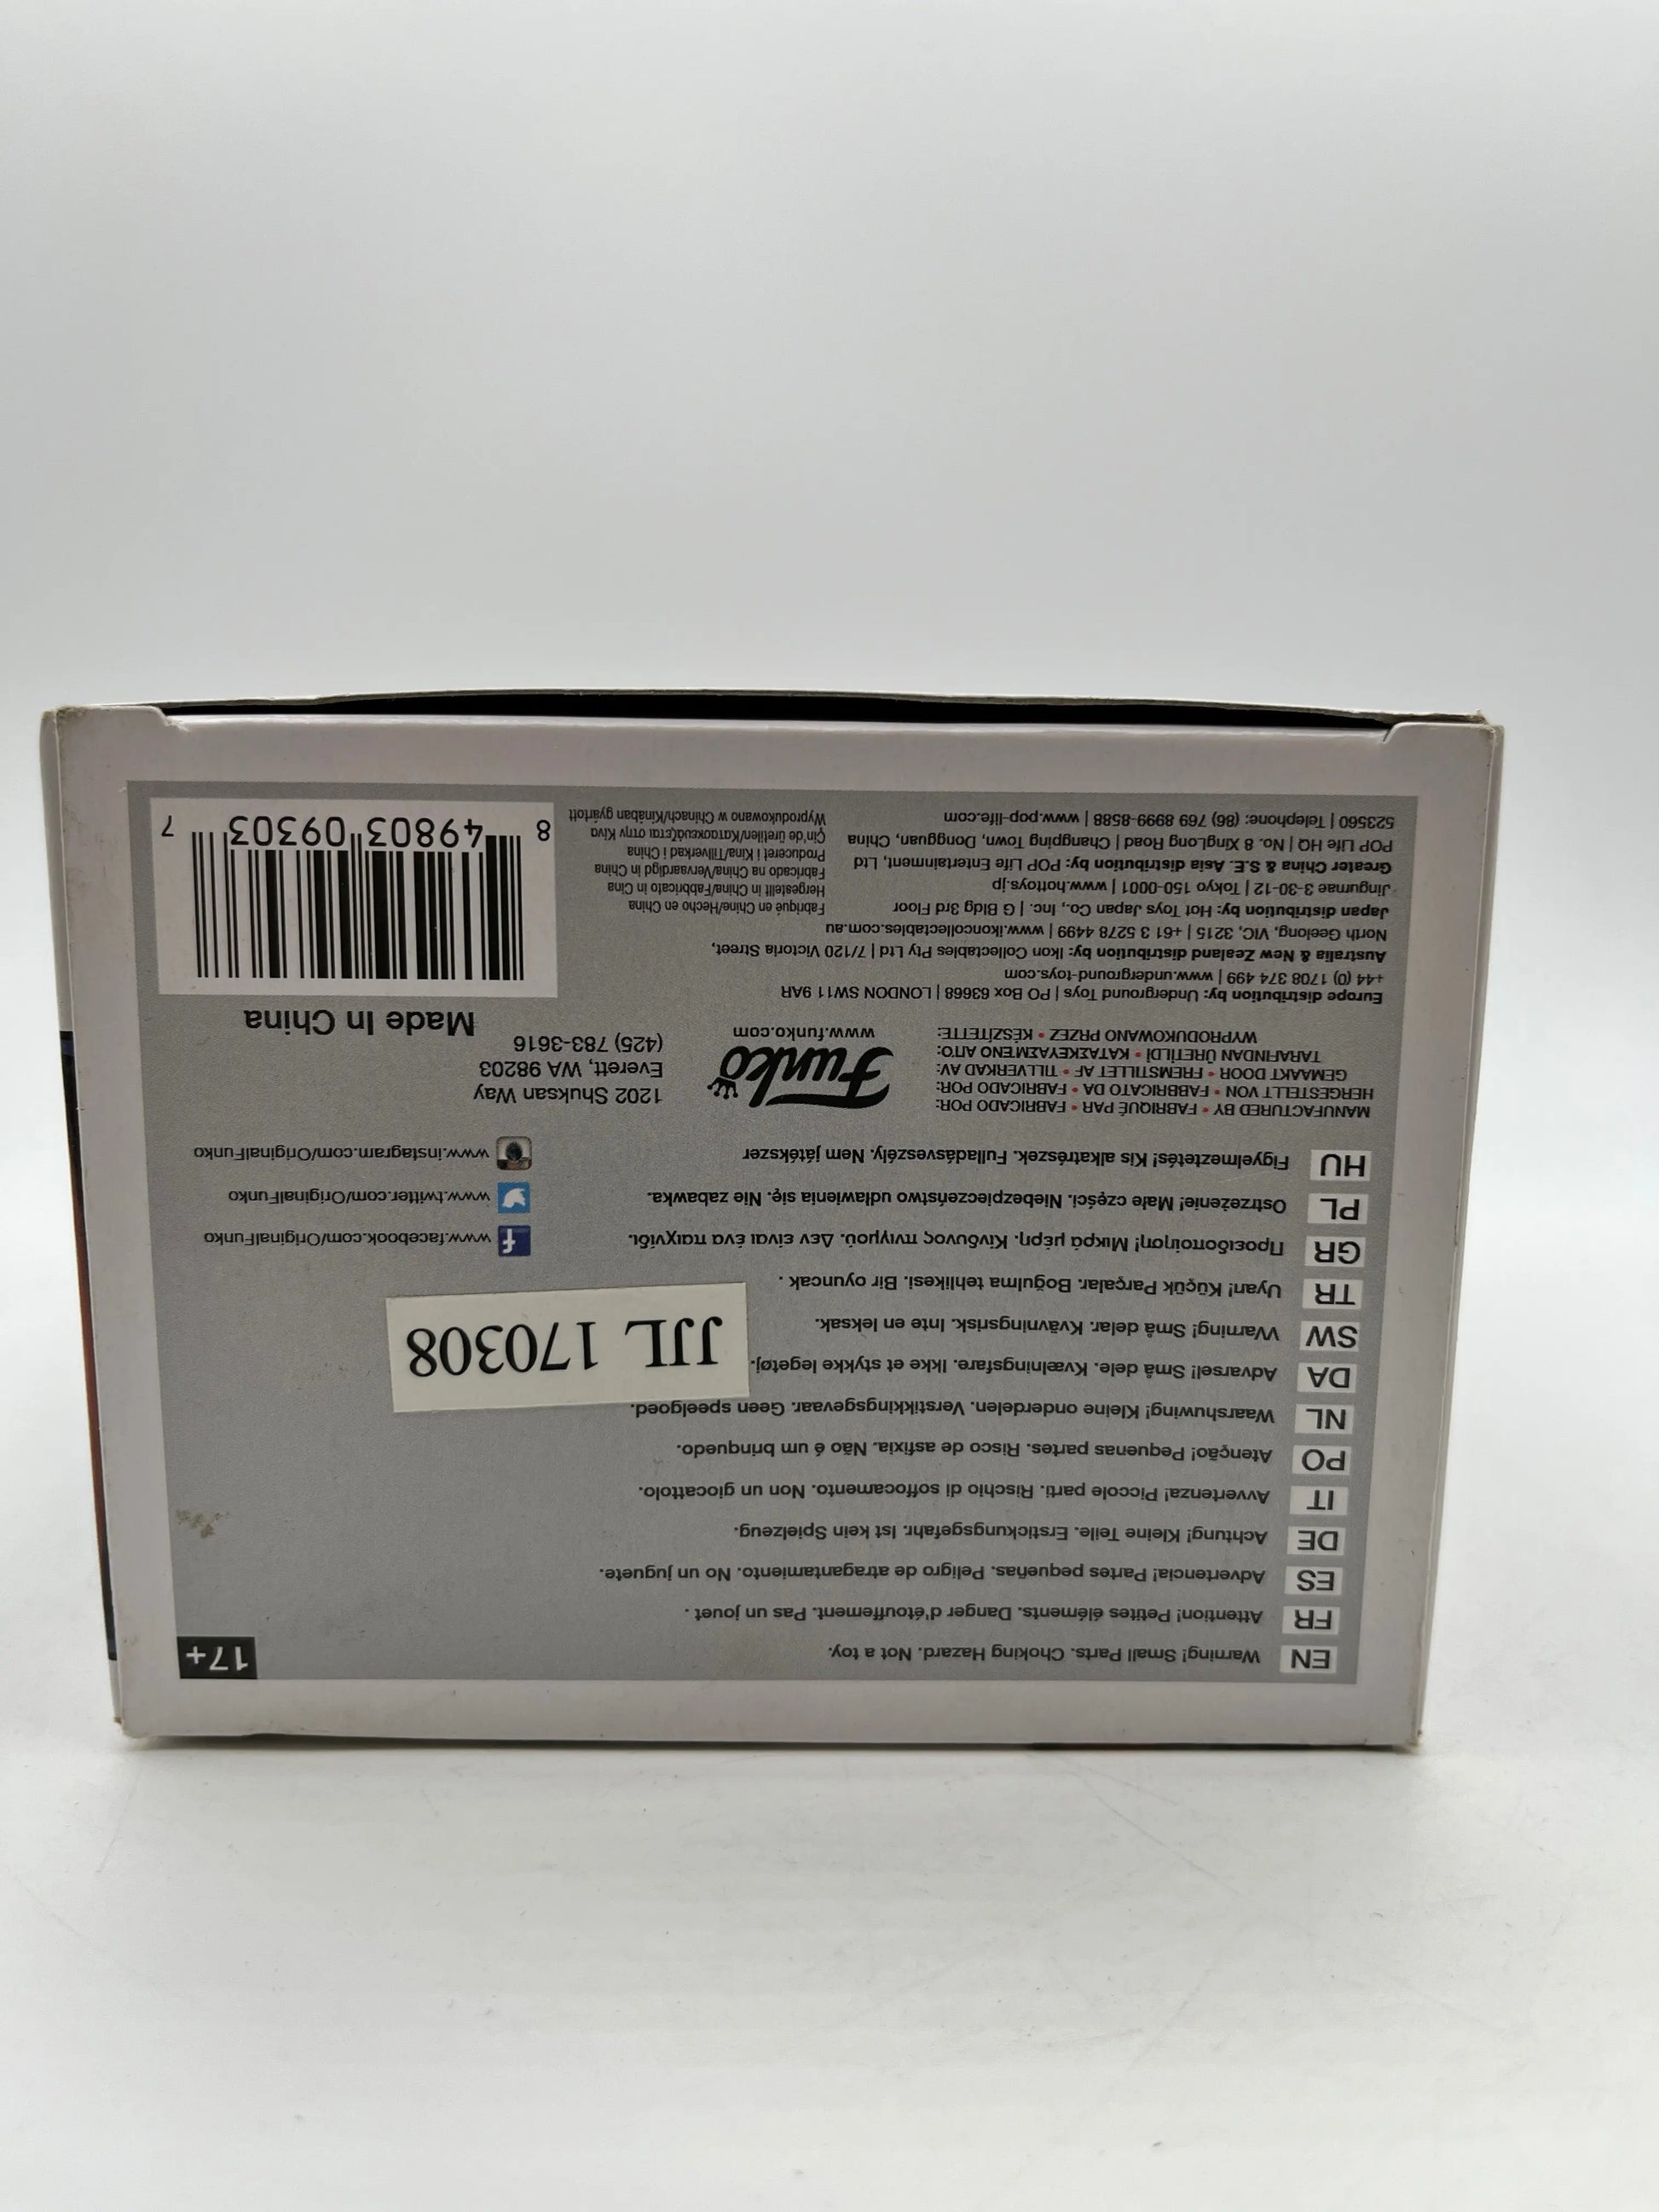 EN Warning! Small Parts. Choking Hazard. Not a toy.
17+
FR Attention! Petites éléments. Danger d'étouffement. Pas un jouet .
ES Advertencia! Partes pequeñas. Peligro de atragantamiento. No un juguete.
DE Achtung! Kleine Teile. Erstickungsgefahr. Ist kein Spielzeug.
IT Avvertenza! Piccole parti. Rischio di soffocamento. Non un giocattolo.
PO Atenção! Pequenas partes. Risco de asfixia. Não é um brinquedo.
NL Waarshuwing! Kleine onderdelen. Verstikkingsgevaar. Geen speelgoed.
DA Advarsel! Små dele. Kvælningsfare. Ikke et stykke legetøj.
SW Warning! Små delar. Kvävningsrisk. Inte en leksak.
JJL 170308
TR Uyarı! Küçük Parçalar. Boğulma tehlikesi. Bir oyuncak .
GR Προειδοποίηση! Μικρά μέρη. Κίνδυνος πνιγμού. Δεν είναι ένα παιχνίδι.
PL Ostrzeżenie! Małe części. Niebezpieczeństwo udławienia się. Nie zabawka.
HU Figyelmeztetés! Kis alkatrészek. Fulladásveszély. Nem játékszer
www.facebook.com/OriginalFunko
www.twitter.com/OriginalFunko
www.instagram.com/OriginalFunko
MANUFACTURED BY • FABRIQUÉ PAR • FABRICADO POR:
HERGESTELLT VON • FABBRICATO DA • FABRICADO POR:
GEMAAKT DOOR • FREMSTILLET AF • TILLVERKAD AV:
TARAFINDAN ÜRETİLDİ • ΚΑΤΑΣΚΕΥΑΣΜΕΝΟ ΑΠΟ:
WYPRODUKOWANO PRZEZ • KÉSZÍTETTE:
Funko
www.funko.com
1202 Shuksan Way
Everett, WA 98203
(425) 783-3616
Made In China
Europe distribution by: Underground Toys | PO Box 63668 | LONDON SW11 9AR
+44 (0) 1708 374 499 | www.underground-toys.com
Australia & New Zealand distribution by: Ikon Collectables Pty Ltd | 7/120 Victoria Street,
North Geelong, VIC, 3215 | +61 3 5278 4499 | www.ikoncollectables.com.au
Japan distribution by: Hot Toys Japan Co., Inc. | G Bldg 3rd Floor
Jingumae 3-30-12 | Tokyo 150-0001 | www.hottoys.jp
Greater China & S.E. Asia distribution by: POP Life Entertainment, Ltd
POP Life HQ | No. 8 XingLong Road | Changping Town, Dongguan, China
523560 | Telephone: (86) 769 8999-8588 | www.pop-life.com
Fabriqué en Chine/Hecho en China
Hergestellt in China/Fabbricato in Cina
Fabricado na China/Vervaardigd in China
Produceret i Kina/Tillverkad i China
Çin'de üretilen/Κατασκευάζεται στην Κίνα
Wyprodukowano w Chinach/Kínában gyártott
8 49803 09303 7